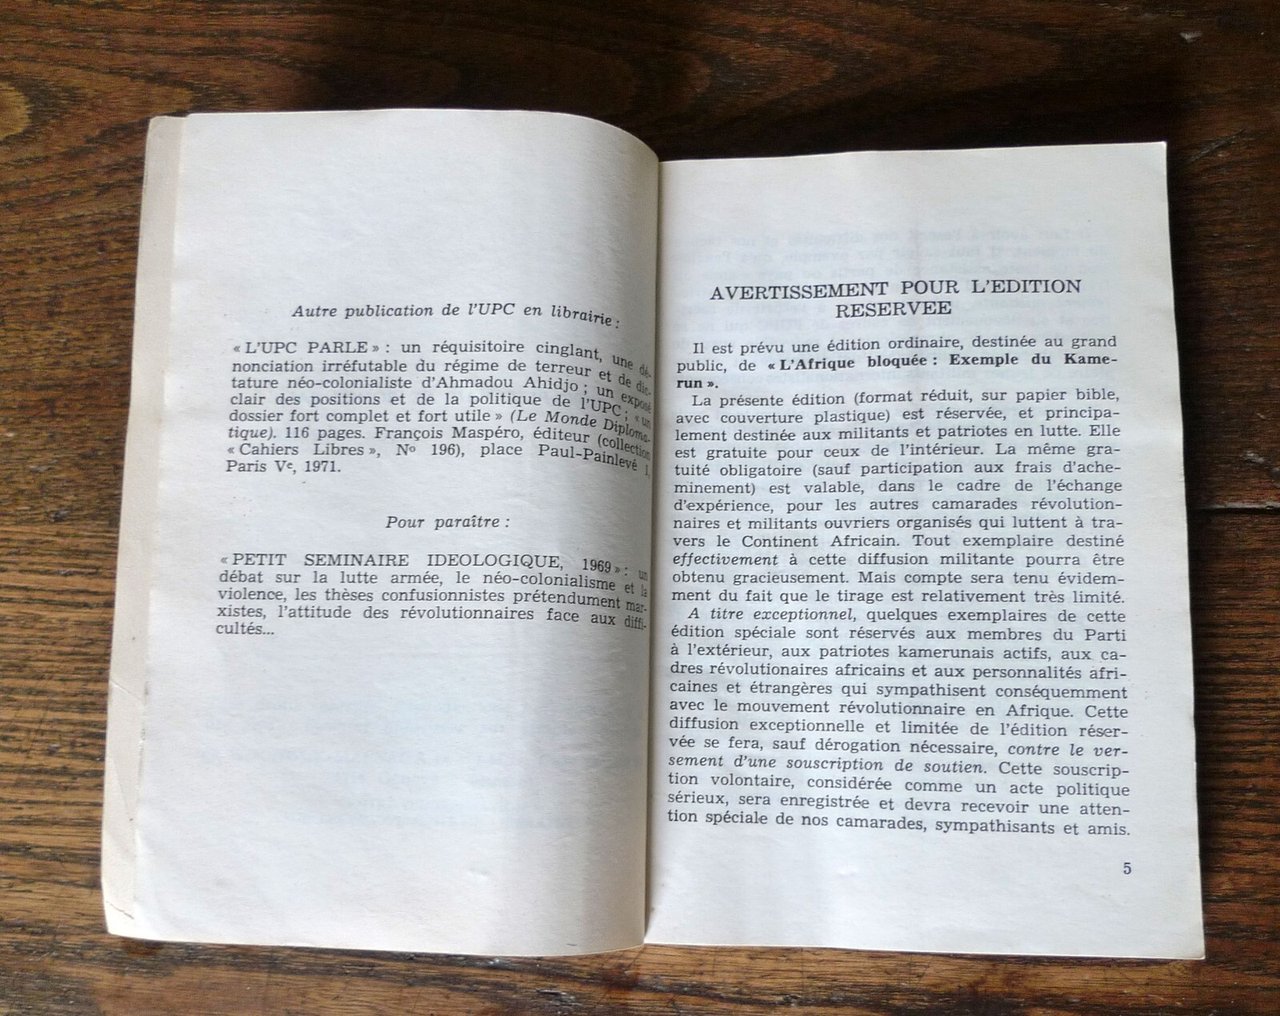 Autre publication de l'UPC en librairie :
« L'UPC PARLE » : un réquisitoire cinglant, une dé-
nonciation irréfutable du régime de terreur et de dic-
tature néo-colonialiste d'Ahmadou Ahidjo ; un exposé
clair des positions et de la politique de l'UPC ; « un
dossier fort complet et fort utile » (Le Monde Diploma-
tique). 116 pages. François Maspéro, éditeur (collection
« Cahiers Libres », No 196), place Paul-Painlevé 1,
Paris Ve, 1971.
Pour paraître :
« PETIT SEMINAIRE IDEOLOGIQUE, 1969 » : un
débat sur la lutte armée, le néo-colonialisme et la
violence, les thèses confusionnistes prétendument mar-
xistes, l'attitude des révolutionnaires face aux diffi-
cultés...
AVERTISSEMENT POUR L'EDITION
RESERVEE
Il est prévu une édition ordinaire, destinée au grand
public, de « L'Afrique bloquée : Exemple du Kame-
run ».
La présente édition (format réduit, sur papier bible,
avec couverture plastique) est réservée, et principa-
lement destinée aux militants et patriotes en lutte. Elle
est gratuite pour ceux de l'intérieur. La même gra-
tuité obligatoire (sauf participation aux frais d'ache-
minement) est valable, dans le cadre de l'échange
d'expérience, pour les autres camarades révolution-
naires et militants ouvriers organisés qui luttent à tra-
vers le Continent Africain. Tout exemplaire destiné
effectivement à cette diffusion militante pourra être
obtenu gracieusement. Mais compte sera tenu évidem-
ment du fait que le tirage est relativement très limité.
A titre exceptionnel, quelques exemplaires de cette
édition spéciale sont réservés aux membres du Parti
à l'extérieur, aux patriotes kamerunais actifs, aux ca-
dres révolutionaires africains et aux personnalités afri-
caines et étrangères qui sympathisent conséquemment
avec le mouvement révolutionnaire en Afrique. Cette
diffusion exceptionnelle et limitée de l'édition réser-
vée se fera, sauf dérogation nécessaire, contre le ver-
sement d'une souscription de soutien. Cette souscrip-
tion volontaire, considérée comme un acte politique
sérieux, sera enregistrée et devra recevoir une atten-
tion spéciale de nos camarades, sympathisants et amis.
5